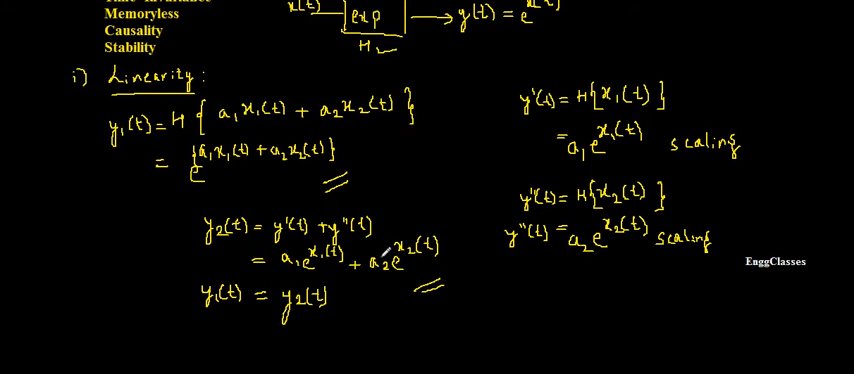 Memoryless
Causality
Stability
x(t)
exp
H
y(t) = e^x(t)
i) Linearity :
y₁(t) = H { a₁x₁(t) + a₂x₂(t) }
= e^{a₁x₁(t) + a₂x₂(t)}
y₂(t) = y'(t) + y''(t)
= a₁e^x₁(t) + a₂e^x₂(t)
y₁(t) = y₂(t)
y'(t) = H{x₁(t)}
= a₁e^x₁(t) scaling
y''(t) = H{x₂(t)}
y''(t) = a₂e^x₂(t) scaling
EnggClasses